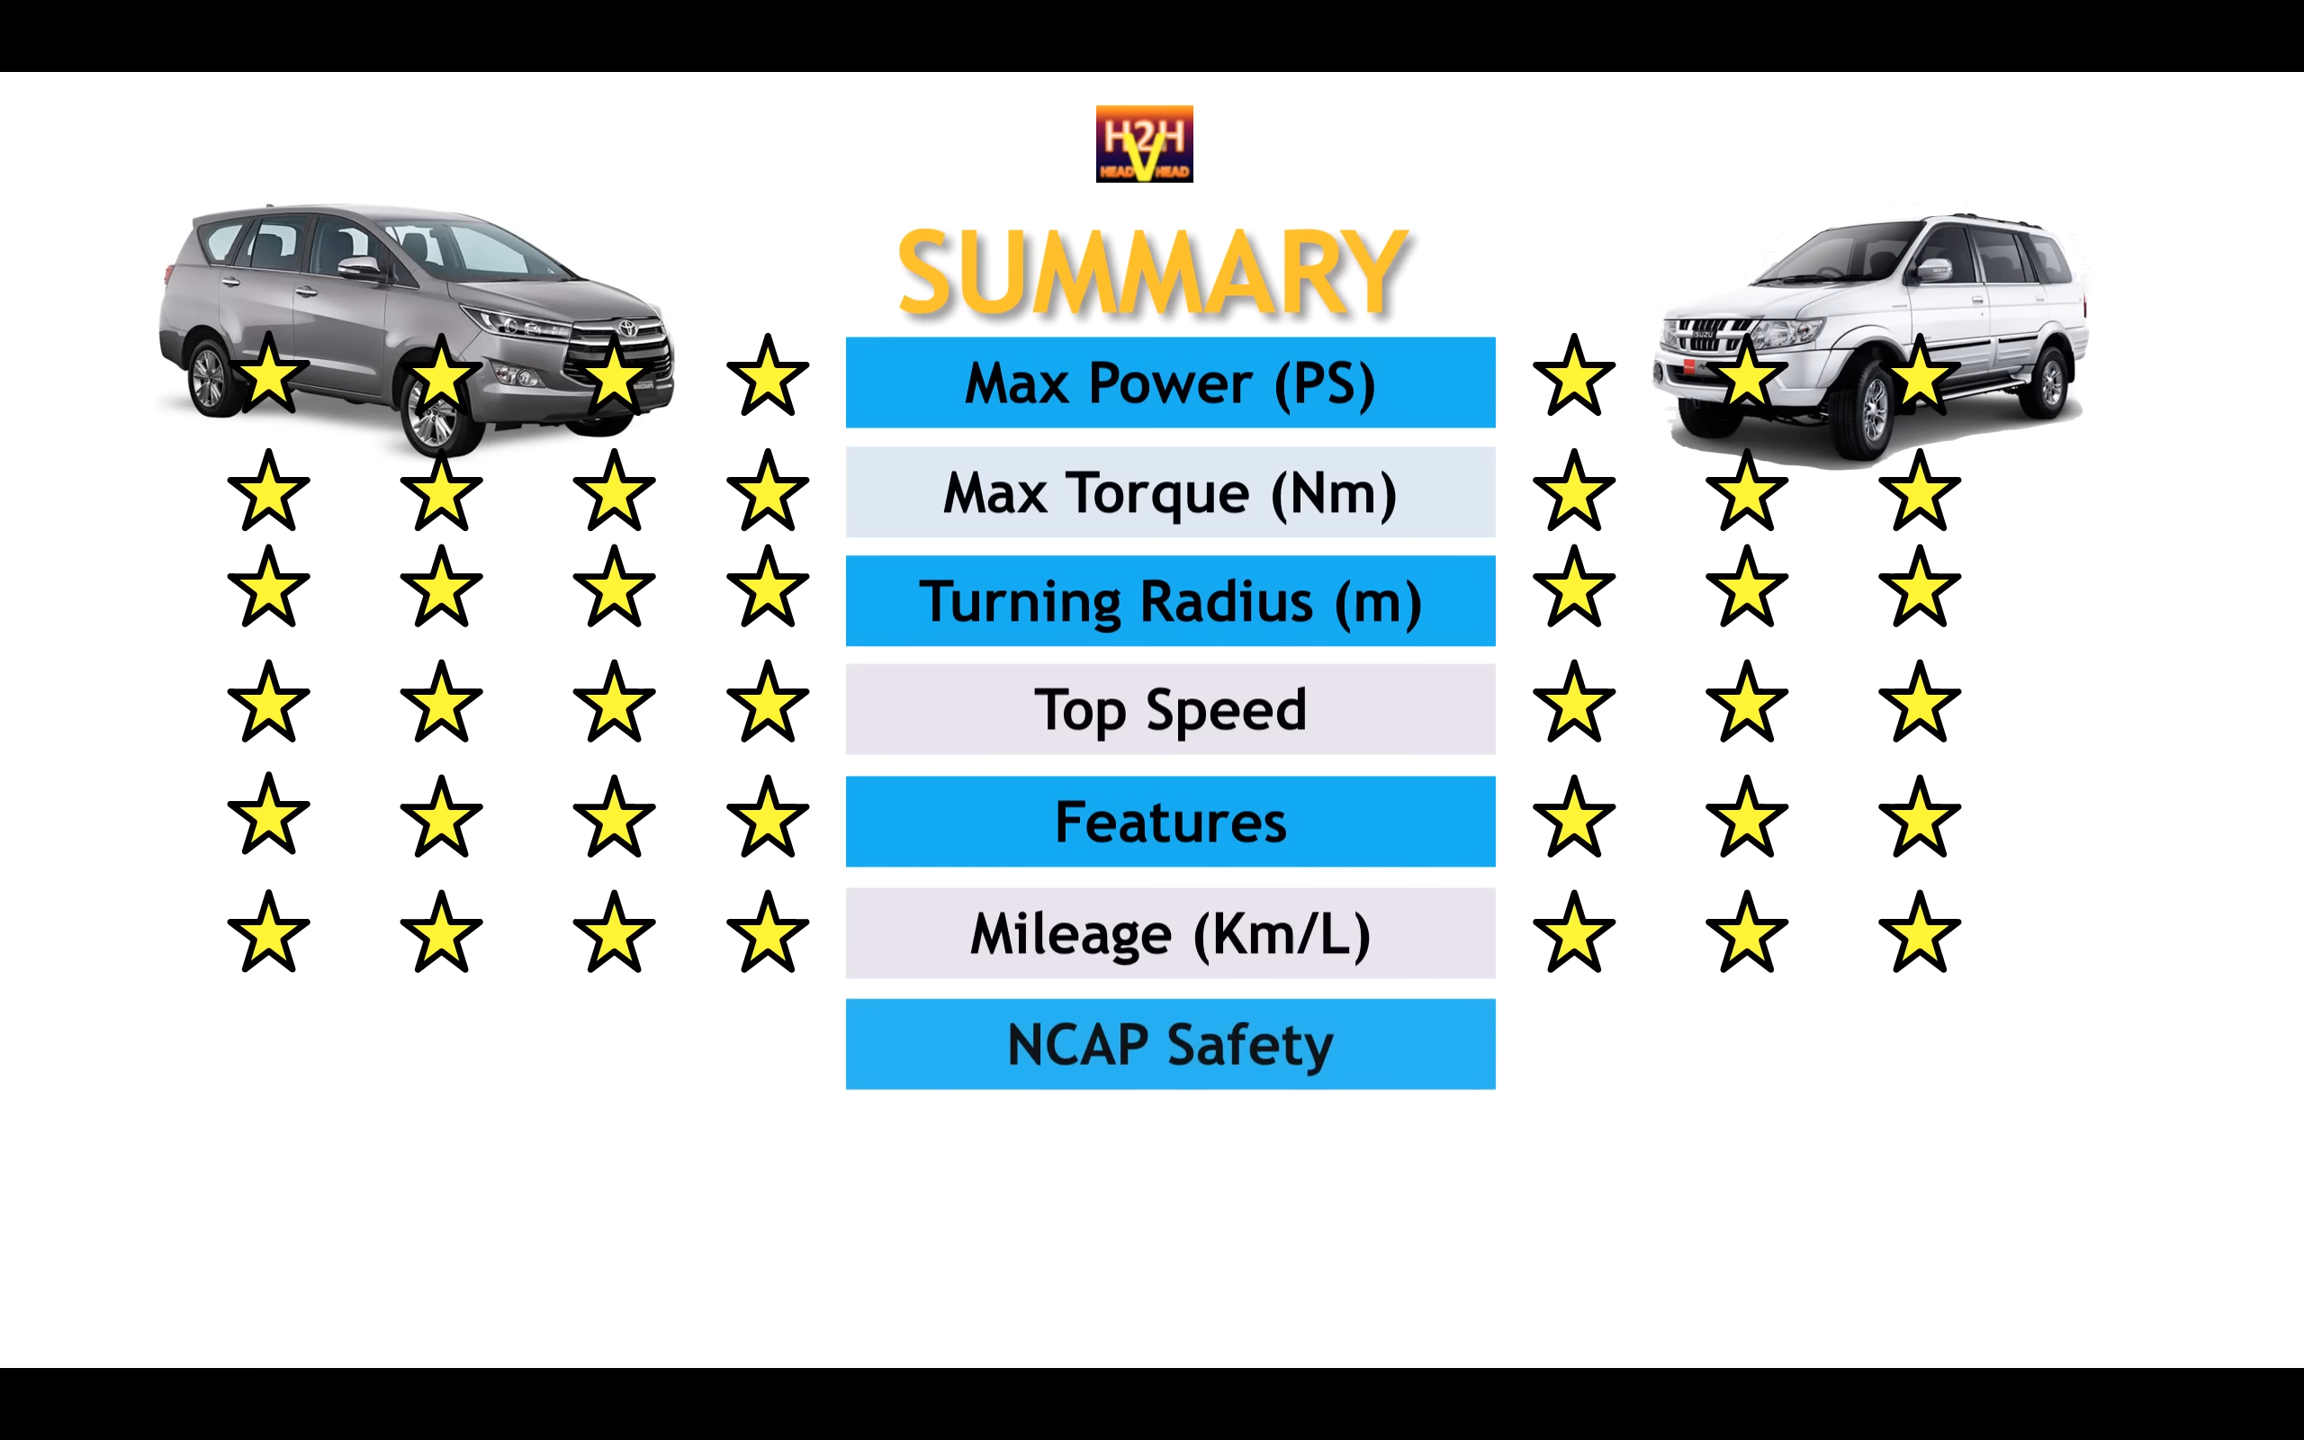 H2H
HEAD V HEAD
SUMMARY
ISUZU
Max Power (PS)
Max Torque (Nm)
Turning Radius (m)
Top Speed
Features
Mileage (Km/L)
NCAP Safety